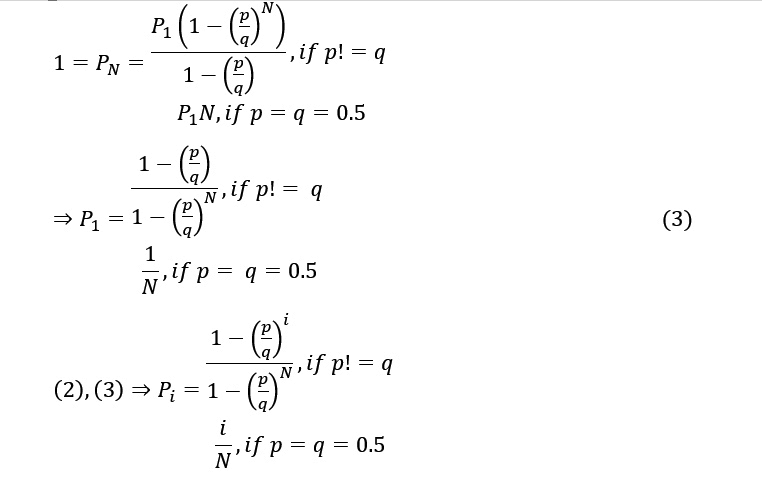 1 = P_N = P_1 (1 − (p/q)^N) / 1 − (p/q) , if p! = q
P_1 N, if p = q = 0.5
⇒ P_1 = 1 − (p/q) / 1 − (p/q)^N , if p! = q (3)
1/N , if p = q = 0.5
(2), (3) ⇒ P_i = 1 − (p/q)^i / 1 − (p/q)^N , if p! = q
i/N , if p = q = 0.5